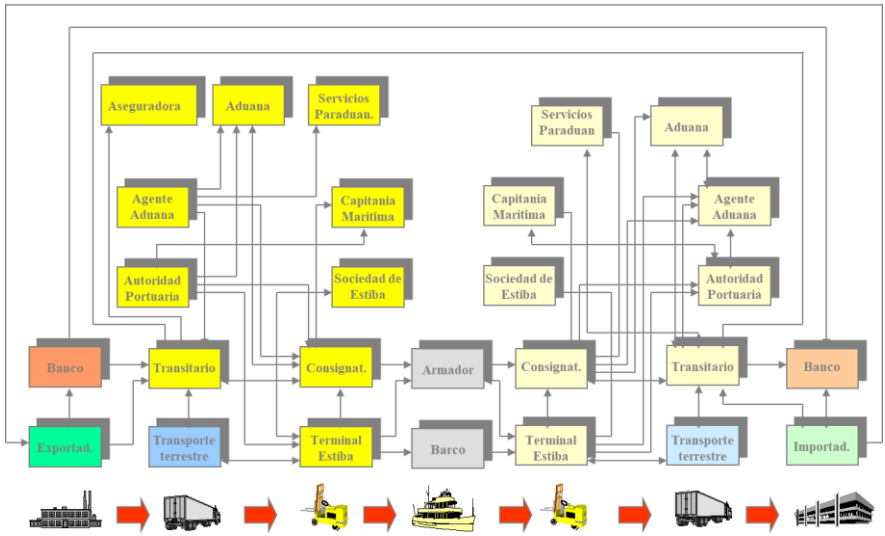 Aseguradora
Aduana
Servicios
Paraduan.
Servicios
Paraduan
Aduana
Agente
Aduana
Capitania
Marítima
Capitania
Marítima
Agente
Aduana
Autoridad
Portuaria
Sociedad de
Estiba
Sociedad de
Estiba
Autoridad
Portuaria
Banco
Transitario
Consignat.
Armador
Consignat.
Transitario
Banco
Exportad.
Transporte
terrestre
Terminal
Estiba
Barco
Terminal
Estiba
Transporte
terrestre
Importad.